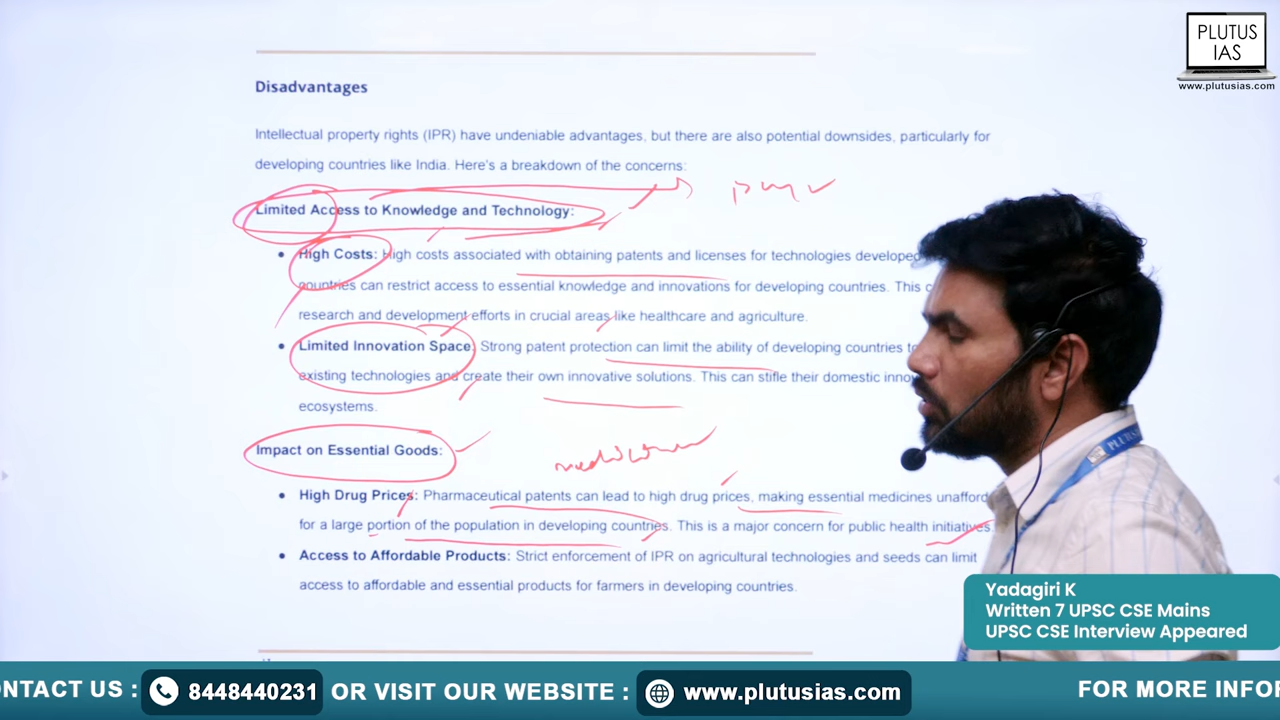 PLUTUS
IAS
www.plutusias.com
Disadvantages
Intellectual property rights (IPR) have undeniable advantages, but there are also potential downsides, particularly for
developing countries like India. Here's a breakdown of the concerns:
Limited Access to Knowledge and Technology:
• High Costs: High costs associated with obtaining patents and licenses for technologies developed
countries can restrict access to essential knowledge and innovations for developing countries. This
research and development efforts in crucial areas like healthcare and agriculture.
• Limited Innovation Space: Strong patent protection can limit the ability of developing countries to
existing technologies and create their own innovative solutions. This can stifle their domestic
ecosystems.
Impact on Essential Goods:
• High Drug Prices: Pharmaceutical patents can lead to high drug prices, making essential medicines
for a large portion of the population in developing countries. This is a major concern for public health initiatives.
• Access to Affordable Products: Strict enforcement of IPR on agricultural technologies and seeds can limit
access to affordable and essential products for farmers in developing countries.
PLUTUS
Yadagiri K
Written 7 UPSC CSE Mains
UPSC CSE Interview Appeared
ONTACT US : 8448440231 OR VISIT OUR WEBSITE : www.plutusias.com FOR MORE INFOR